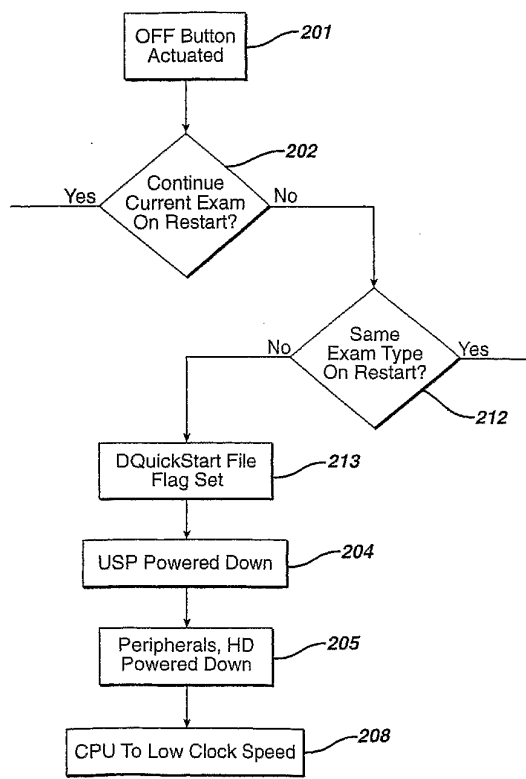 OFF Button
Actuated
201
202
Yes
Continue
Current Exam
On Restart?
No
No
Same
Exam Type
On Restart?
Yes
212
DQuickStart File
Flag Set
213
USP Powered Down
204
Peripherals, HD
Powered Down
205
CPU To Low Clock Speed
208